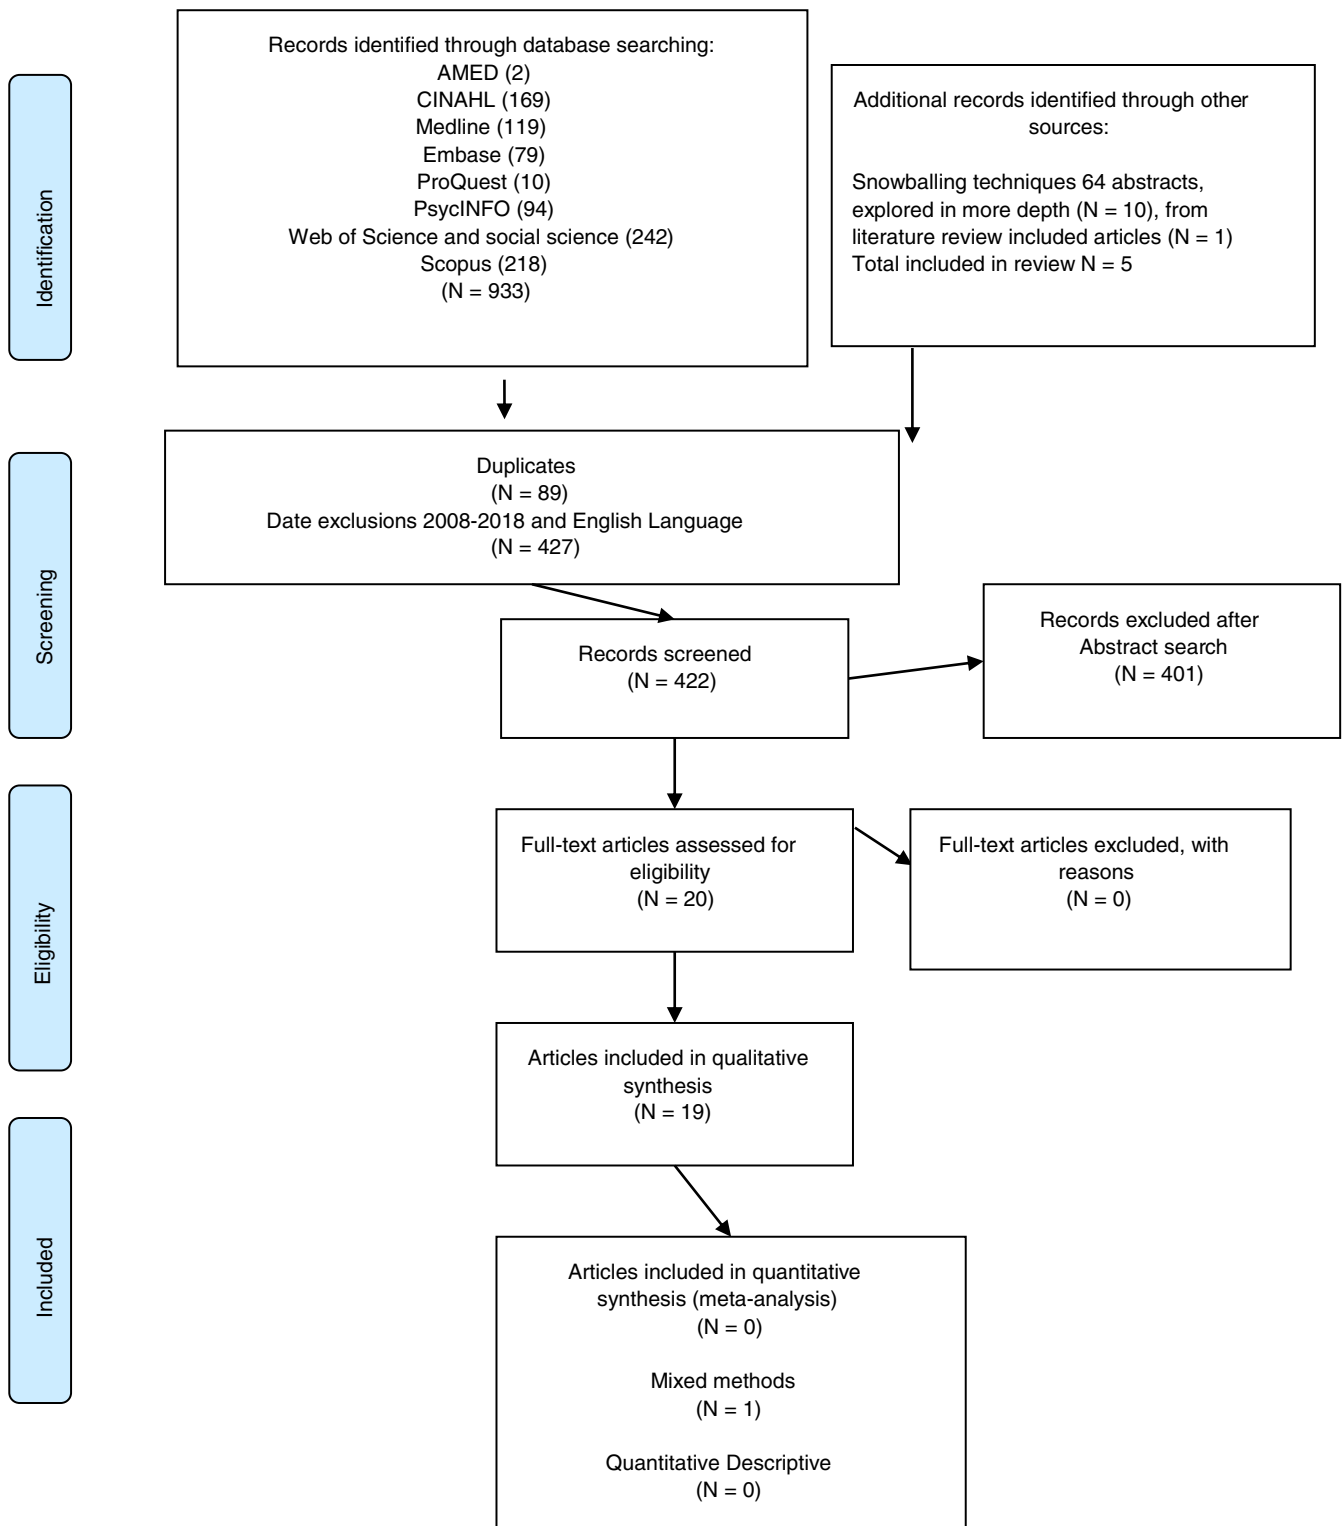 Identification
Records identified through database searching:
AMED (2)
CINAHL (169)
Medline (119)
Embase (79)
ProQuest (10)
PsycINFO (94)
Web of Science and social science (242)
Scopus (218)
(N = 933)
Additional records identified through other
sources:
Snowballing techniques 64 abstracts,
explored in more depth (N = 10), from
literature review included articles (N = 1)
Total included in review N = 5
Screening
Duplicates
(N = 89)
Date exclusions 2008-2018 and English Language
(N = 427)
Records screened
(N = 422)
Records excluded after
Abstract search
(N = 401)
Eligibility
Full-text articles assessed for
eligibility
(N = 20)
Full-text articles excluded, with
reasons
(N = 0)
Articles included in qualitative
synthesis
(N = 19)
Included
Articles included in quantitative
synthesis (meta-analysis)
(N = 0)
Mixed methods
(N = 1)
Quantitative Descriptive
(N = 0)